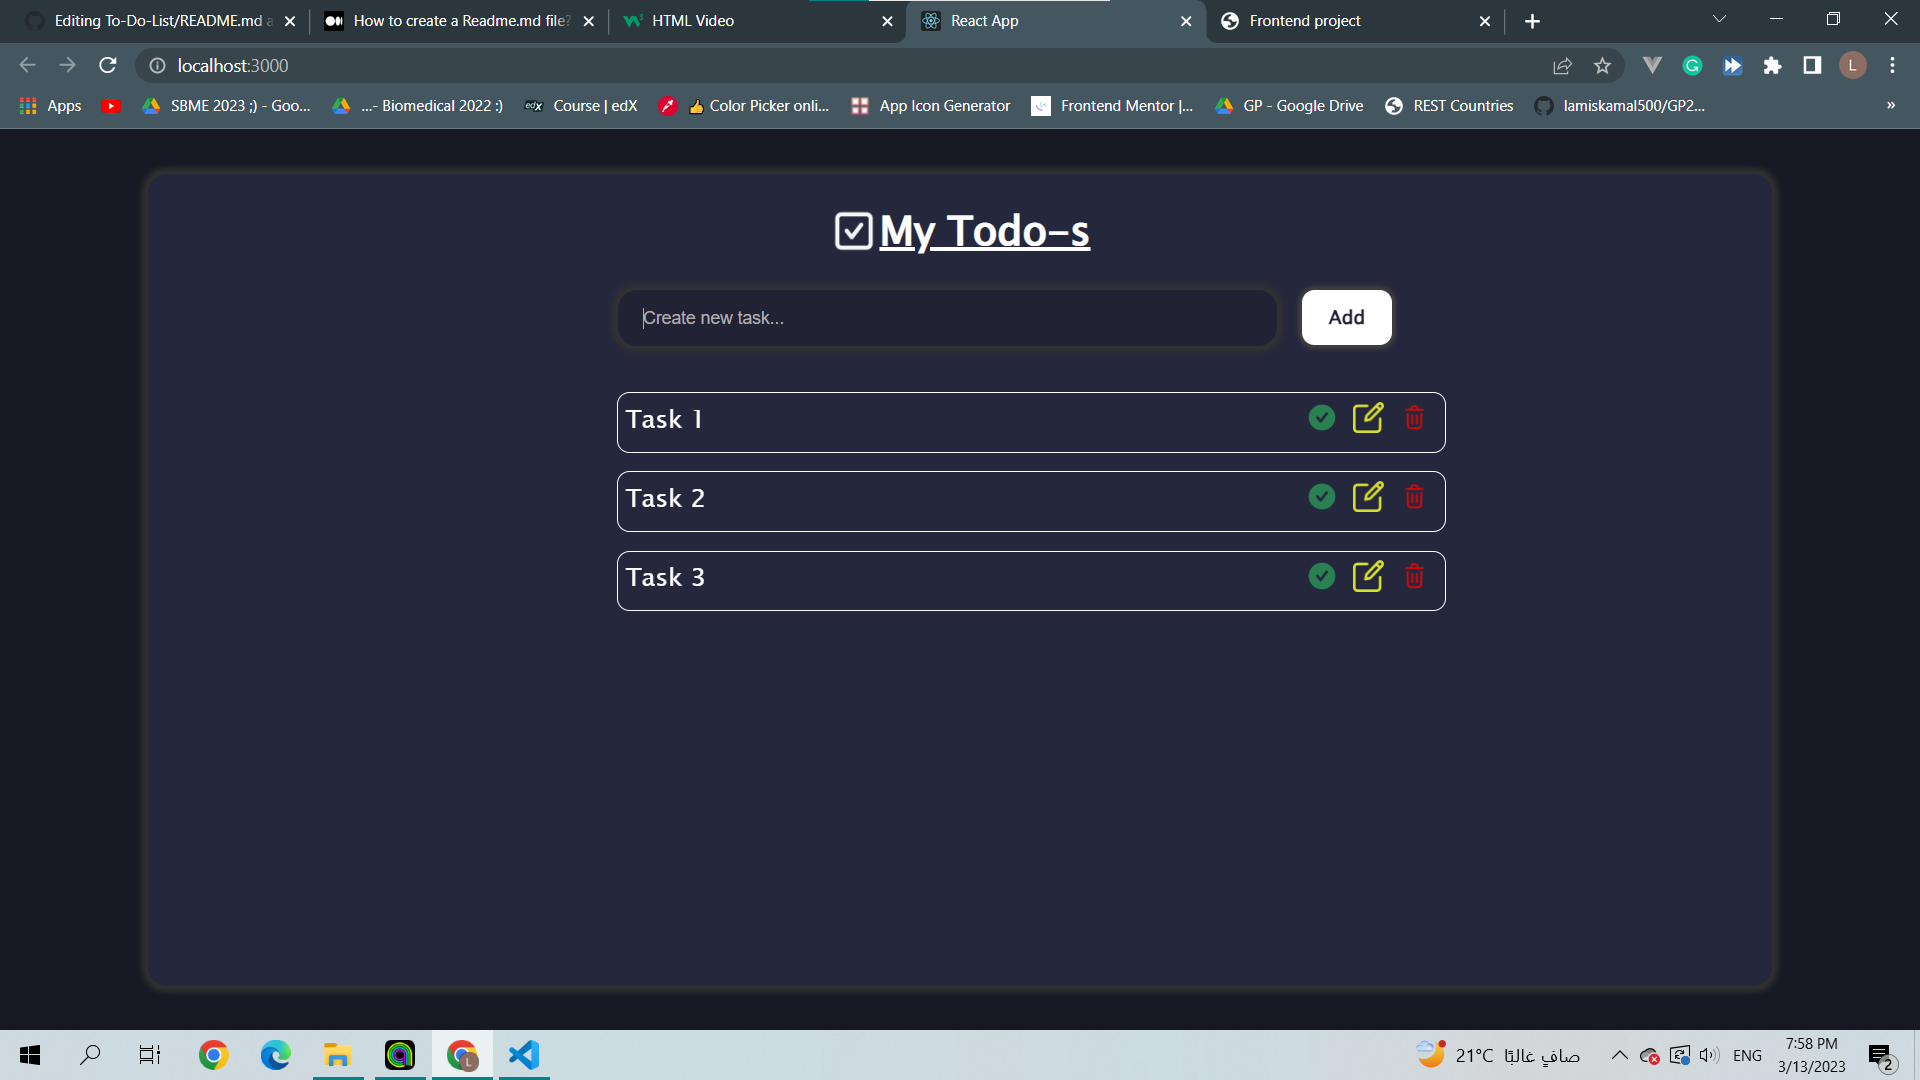 Editing To-Do-List/README.md a
How to create a Readme.md file?
HTML Video
React App
Frontend project
localhost:3000
L
Apps
SBME 2023 ;) - Goo...
...- Biomedical 2022 :)
edX
Course | edX
Color Picker onli...
App Icon Generator
Frontend Mentor |...
GP - Google Drive
REST Countries
lamiskamal500/GP2...
»
My Todo-s
Create new task...
Add
Task 1
Task 2
Task 3
L
21°C
صافٍ غالبًا
ENG
7:58 PM
3/13/2023
2